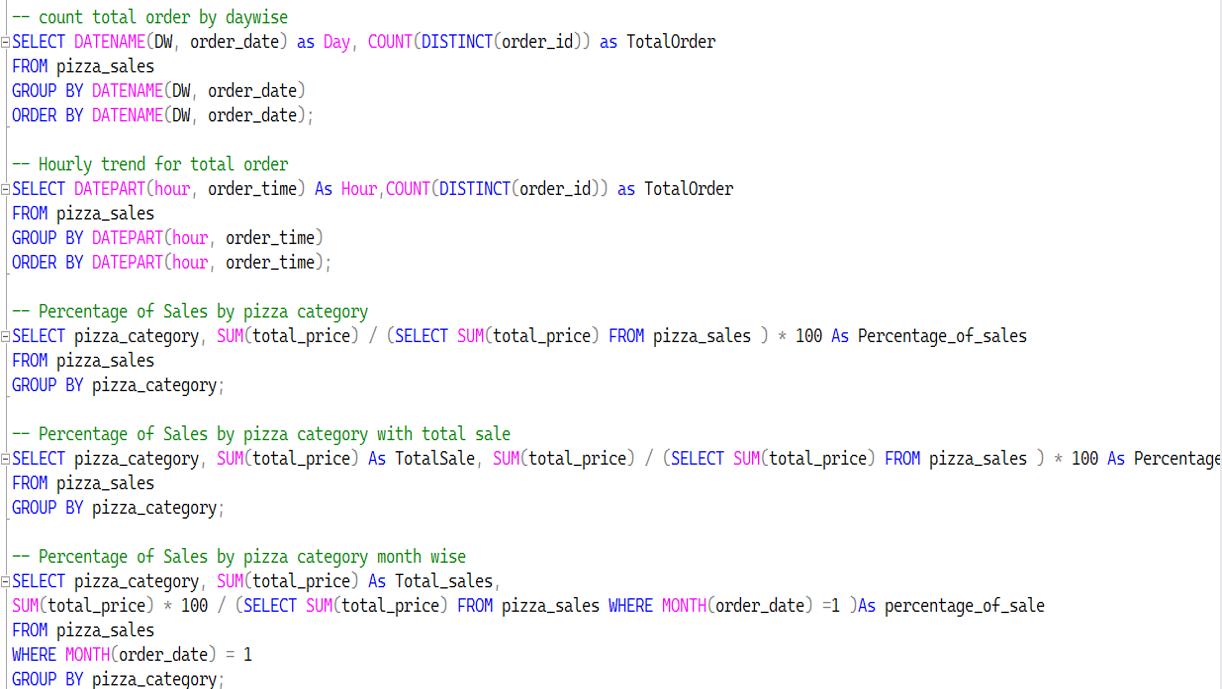 -- count total order by daywise
SELECT DATENAME(DW, order_date) as Day, COUNT(DISTINCT(order_id)) as TotalOrder
FROM pizza_sales
GROUP BY DATENAME(DW, order_date)
ORDER BY DATENAME(DW, order_date);
-- Hourly trend for total order
SELECT DATEPART(hour, order_time) As Hour,COUNT(DISTINCT(order_id)) as TotalOrder
FROM pizza_sales
GROUP BY DATEPART(hour, order_time)
ORDER BY DATEPART(hour, order_time);
-- Percentage of Sales by pizza category
SELECT pizza_category, SUM(total_price) / (SELECT SUM(total_price) FROM pizza_sales ) * 100 As Percentage_of_sales
FROM pizza_sales
GROUP BY pizza_category;
-- Percentage of Sales by pizza category with total sale
SELECT pizza_category, SUM(total_price) As TotalSale, SUM(total_price) / (SELECT SUM(total_price) FROM pizza_sales ) * 100 As Percentage
FROM pizza_sales
GROUP BY pizza_category;
-- Percentage of Sales by pizza category month wise
SELECT pizza_category, SUM(total_price) As Total_sales,
SUM(total_price) * 100 / (SELECT SUM(total_price) FROM pizza_sales WHERE MONTH(order_date) =1 )As percentage_of_sale
FROM pizza_sales
WHERE MONTH(order_date) = 1
GROUP BY pizza_category;